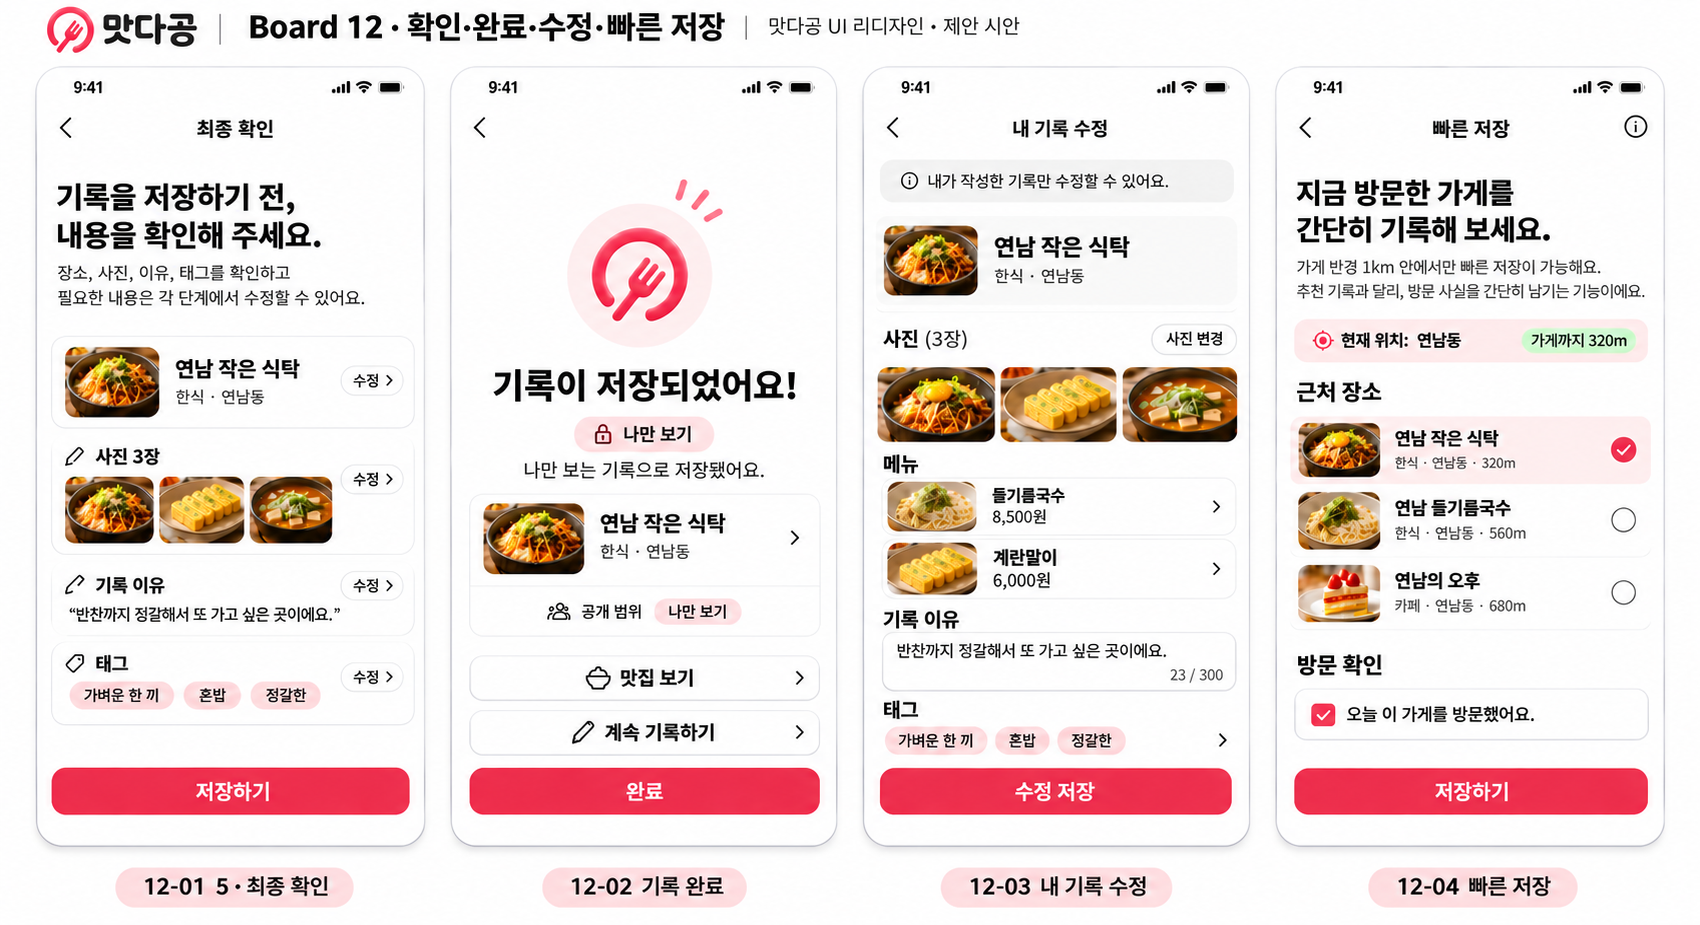 맛다공
Board 12 · 확인·완료·수정·빠른 저장
맛다공 UI 리디자인 • 제안 시안
9:41
최종 확인
기록을 저장하기 전,
내용을 확인해 주세요.
장소, 사진, 이유, 태그를 확인하고
필요한 내용은 각 단계에서 수정할 수 있어요.
연남 작은 식탁
한식 · 연남동
수정
사진 3장
수정
기록 이유
수정
“반찬까지 정갈해서 또 가고 싶은 곳이에요.”
태그
수정
가벼운 한 끼
혼밥
정갈한
저장하기
12-01 5 • 최종 확인
9:41
기록이 저장되었어요!
나만 보기
나만 보는 기록으로 저장됐어요.
연남 작은 식탁
한식 · 연남동
공개 범위
나만 보기
맛집 보기
계속 기록하기
완료
12-02 기록 완료
9:41
내 기록 수정
내가 작성한 기록만 수정할 수 있어요.
연남 작은 식탁
한식 · 연남동
사진 (3장)
사진 변경
메뉴
들기름국수
8,500원
계란말이
6,000원
기록 이유
반찬까지 정갈해서 또 가고 싶은 곳이에요.
23 / 300
태그
가벼운 한 끼
혼밥
정갈한
수정 저장
12-03 내 기록 수정
9:41
빠른 저장
지금 방문한 가게를
간단히 기록해 보세요.
가게 반경 1km 안에서만 빠른 저장이 가능해요.
추천 기록과 달리, 방문 사실을 간단히 남기는 기능이에요.
현재 위치: 연남동
가게까지 320m
근처 장소
연남 작은 식탁
한식 · 연남동 · 320m
연남 들기름국수
한식 · 연남동 · 560m
연남의 오후
카페 · 연남동 · 680m
방문 확인
오늘 이 가게를 방문했어요.
저장하기
12-04 빠른 저장